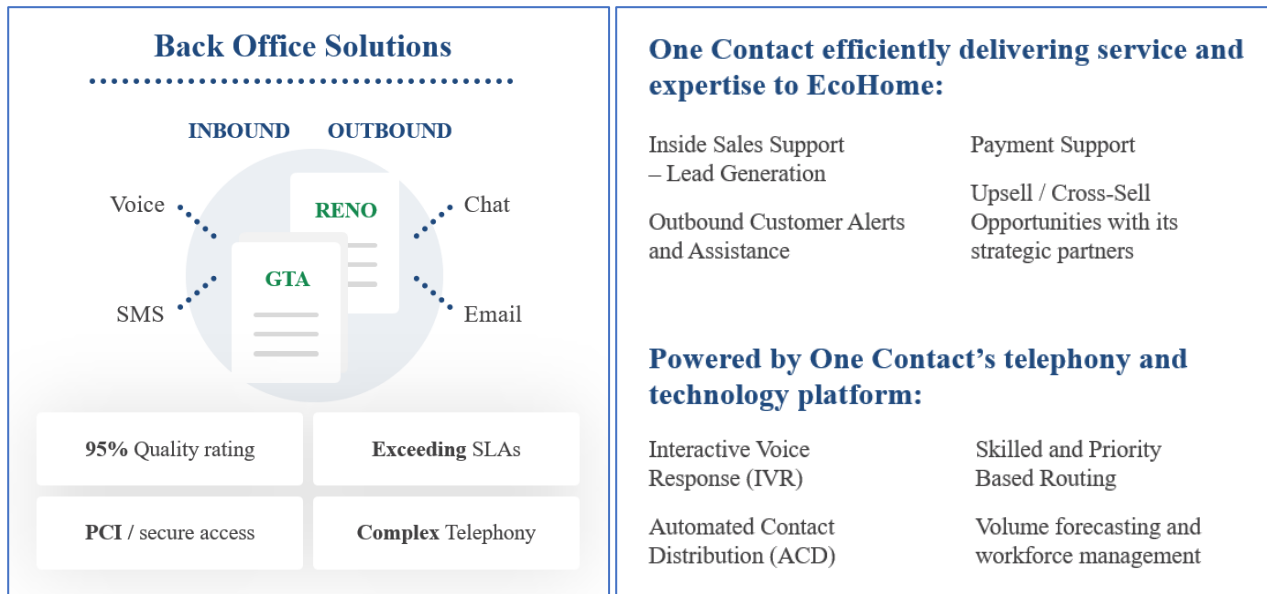 Back Office Solutions
INBOUND OUTBOUND
Voice
Chat
RENO
GTA
SMS
Email
95% Quality rating
Exceeding SLAs
PCI / secure access
Complex Telephony
One Contact efficiently delivering service and
expertise to EcoHome:
Inside Sales Support
– Lead Generation
Outbound Customer Alerts
and Assistance
Payment Support
Upsell / Cross-Sell
Opportunities with its
strategic partners
Powered by One Contact’s telephony and
technology platform:
Interactive Voice
Response (IVR)
Automated Contact
Distribution (ACD)
Skilled and Priority
Based Routing
Volume forecasting and
workforce management